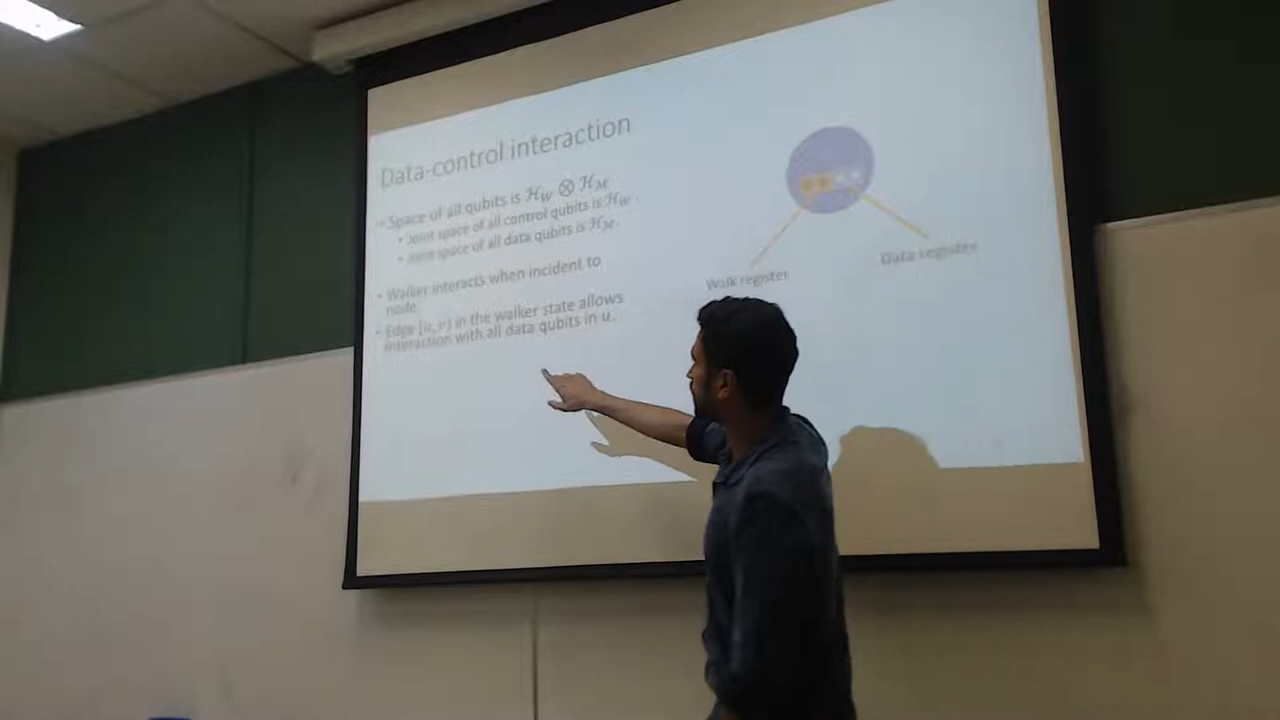 Data-control interaction
• Space of all qubits is ℋ_W ⊗ ℋ_M
• Joint space of all control qubits is ℋ_W.
• Joint space of all data qubits is ℋ_M.
• Walker interacts when incident to
node.
• Edge (u, v) in the walker state allows
interaction with all data qubits in u.
Walk register
Data register